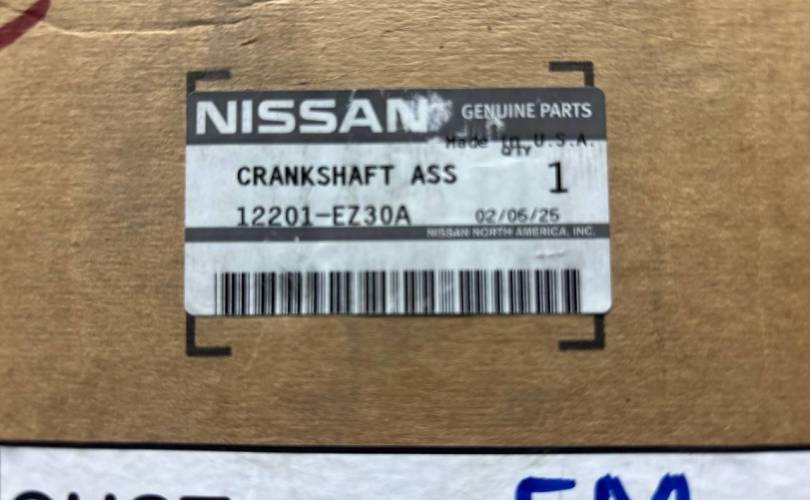 NISSAN GENUINE PARTS
Made in U.S.A.
QTY
CRANKSHAFT ASS 1
12201-EZ30A 02/06/25
NISSAN NORTH AMERICA, INC.